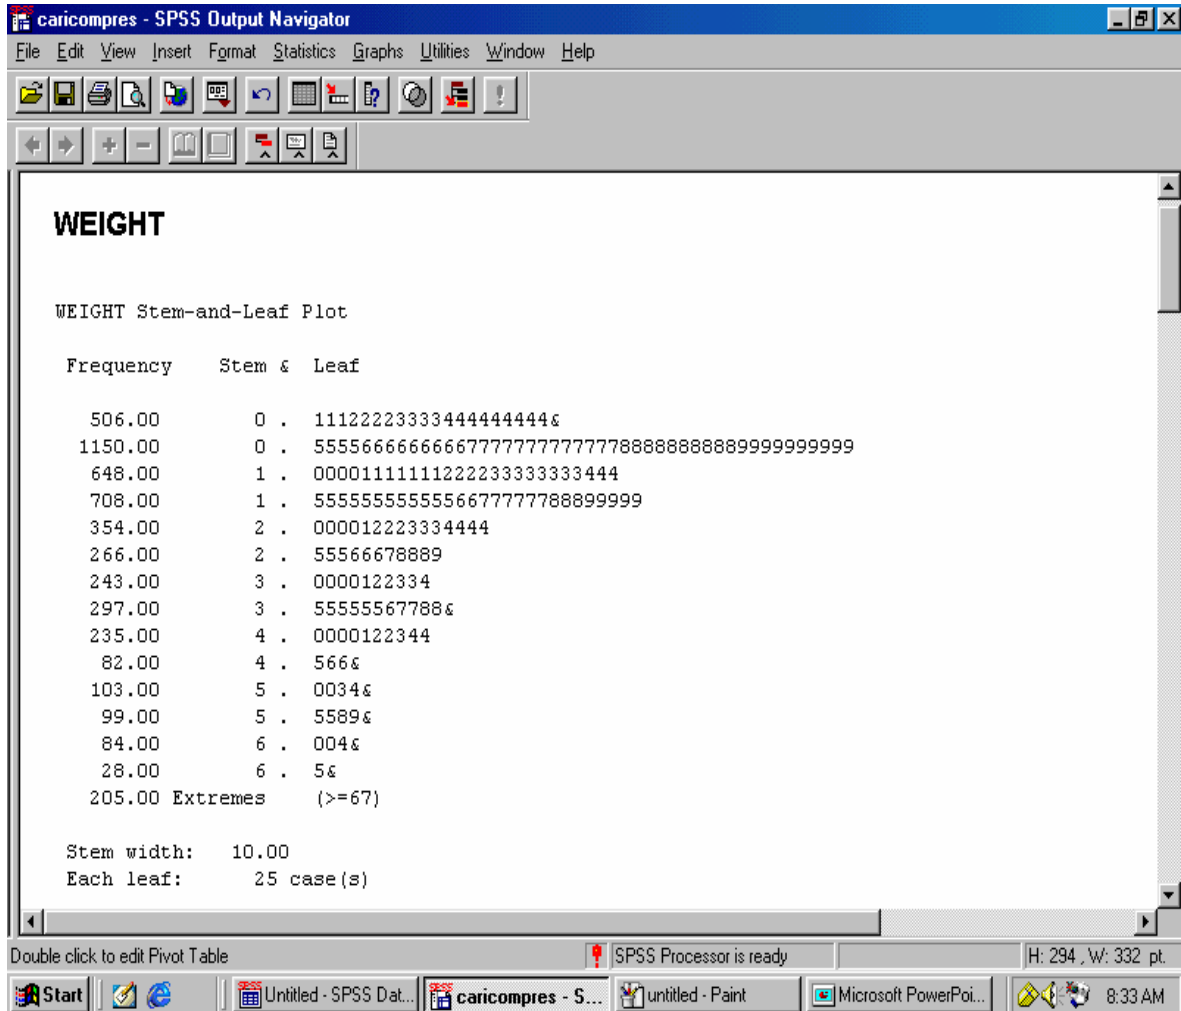 caricompres - SPSS Output Navigator
File Edit View Insert Format Statistics Graphs Utilities Window Help
WEIGHT
WEIGHT Stem-and-Leaf Plot
Frequency Stem & Leaf
506.00 0 . 11122223333444444444&
1150.00 0 . 55556666666677777777777788888888889999999999
648.00 1 . 0000111111122223333333444
708.00 1 . 555555555555667777788899999
354.00 2 . 000012223334444
266.00 2 . 55566678889
243.00 3 . 0000122334
297.00 3 . 55555567788&
235.00 4 . 0000122344
82.00 4 . 566&
103.00 5 . 0034&
99.00 5 . 5589&
84.00 6 . 004&
28.00 6 . 5&
205.00 Extremes (>=67)
Stem width: 10.00
Each leaf: 25 case(s)
Double click to edit Pivot Table SPSS Processor is ready H: 294 , W: 332 pt.
Start Untitled - SPSS Dat... caricompres - S... untitled - Paint Microsoft PowerPoi... 8:33 AM